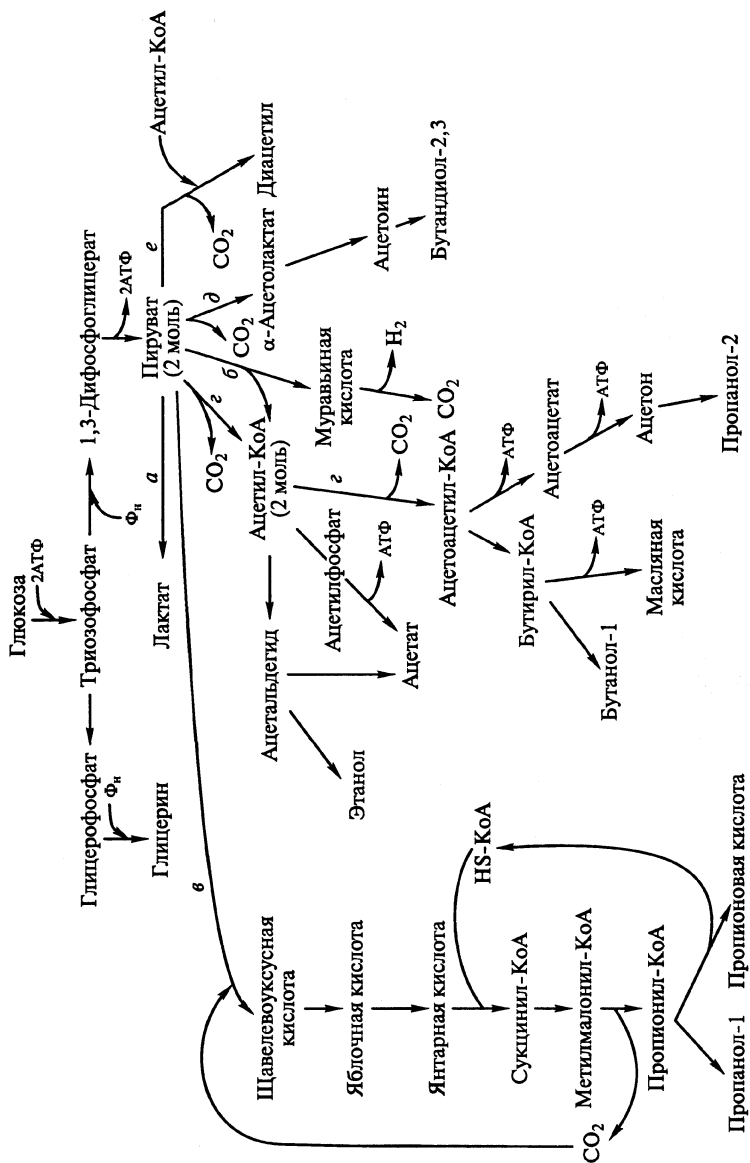 Глюкоза
2АТФ
Глицерофосфат
Триозофосфат
1,3-Дифосфоглицерат
Фн
Фн
2АТФ
Глицерин
Лактат
а
Пируват
(2 моль)
е
Ацетил-КоА
в
г
б
д
CO2
CO2
CO2
Щавелевоуксусная
кислота
Ацетальдегид
Ацетил-КоА
(2 моль)
α-Ацетолактат
Диацетил
Яблочная кислота
Этанол
Ацетилфосфат
АТФ
Муравьиная
кислота
г
CO2
H2
Ацетоин
Янтарная кислота
HS-КоА
Ацетат
Ацетоацетил-КоА
CO2
Бутандиол-2,3
АТФ
Сукцинил-КоА
Бутирил-КоА
Ацетоацетат
АТФ
АТФ
Метилмалонил-КоА
Бутанол-1
Масляная
кислота
Ацетон
CO2
Пропионил-КоА
Пропанол-2
Пропанол-1
Пропионовая кислота